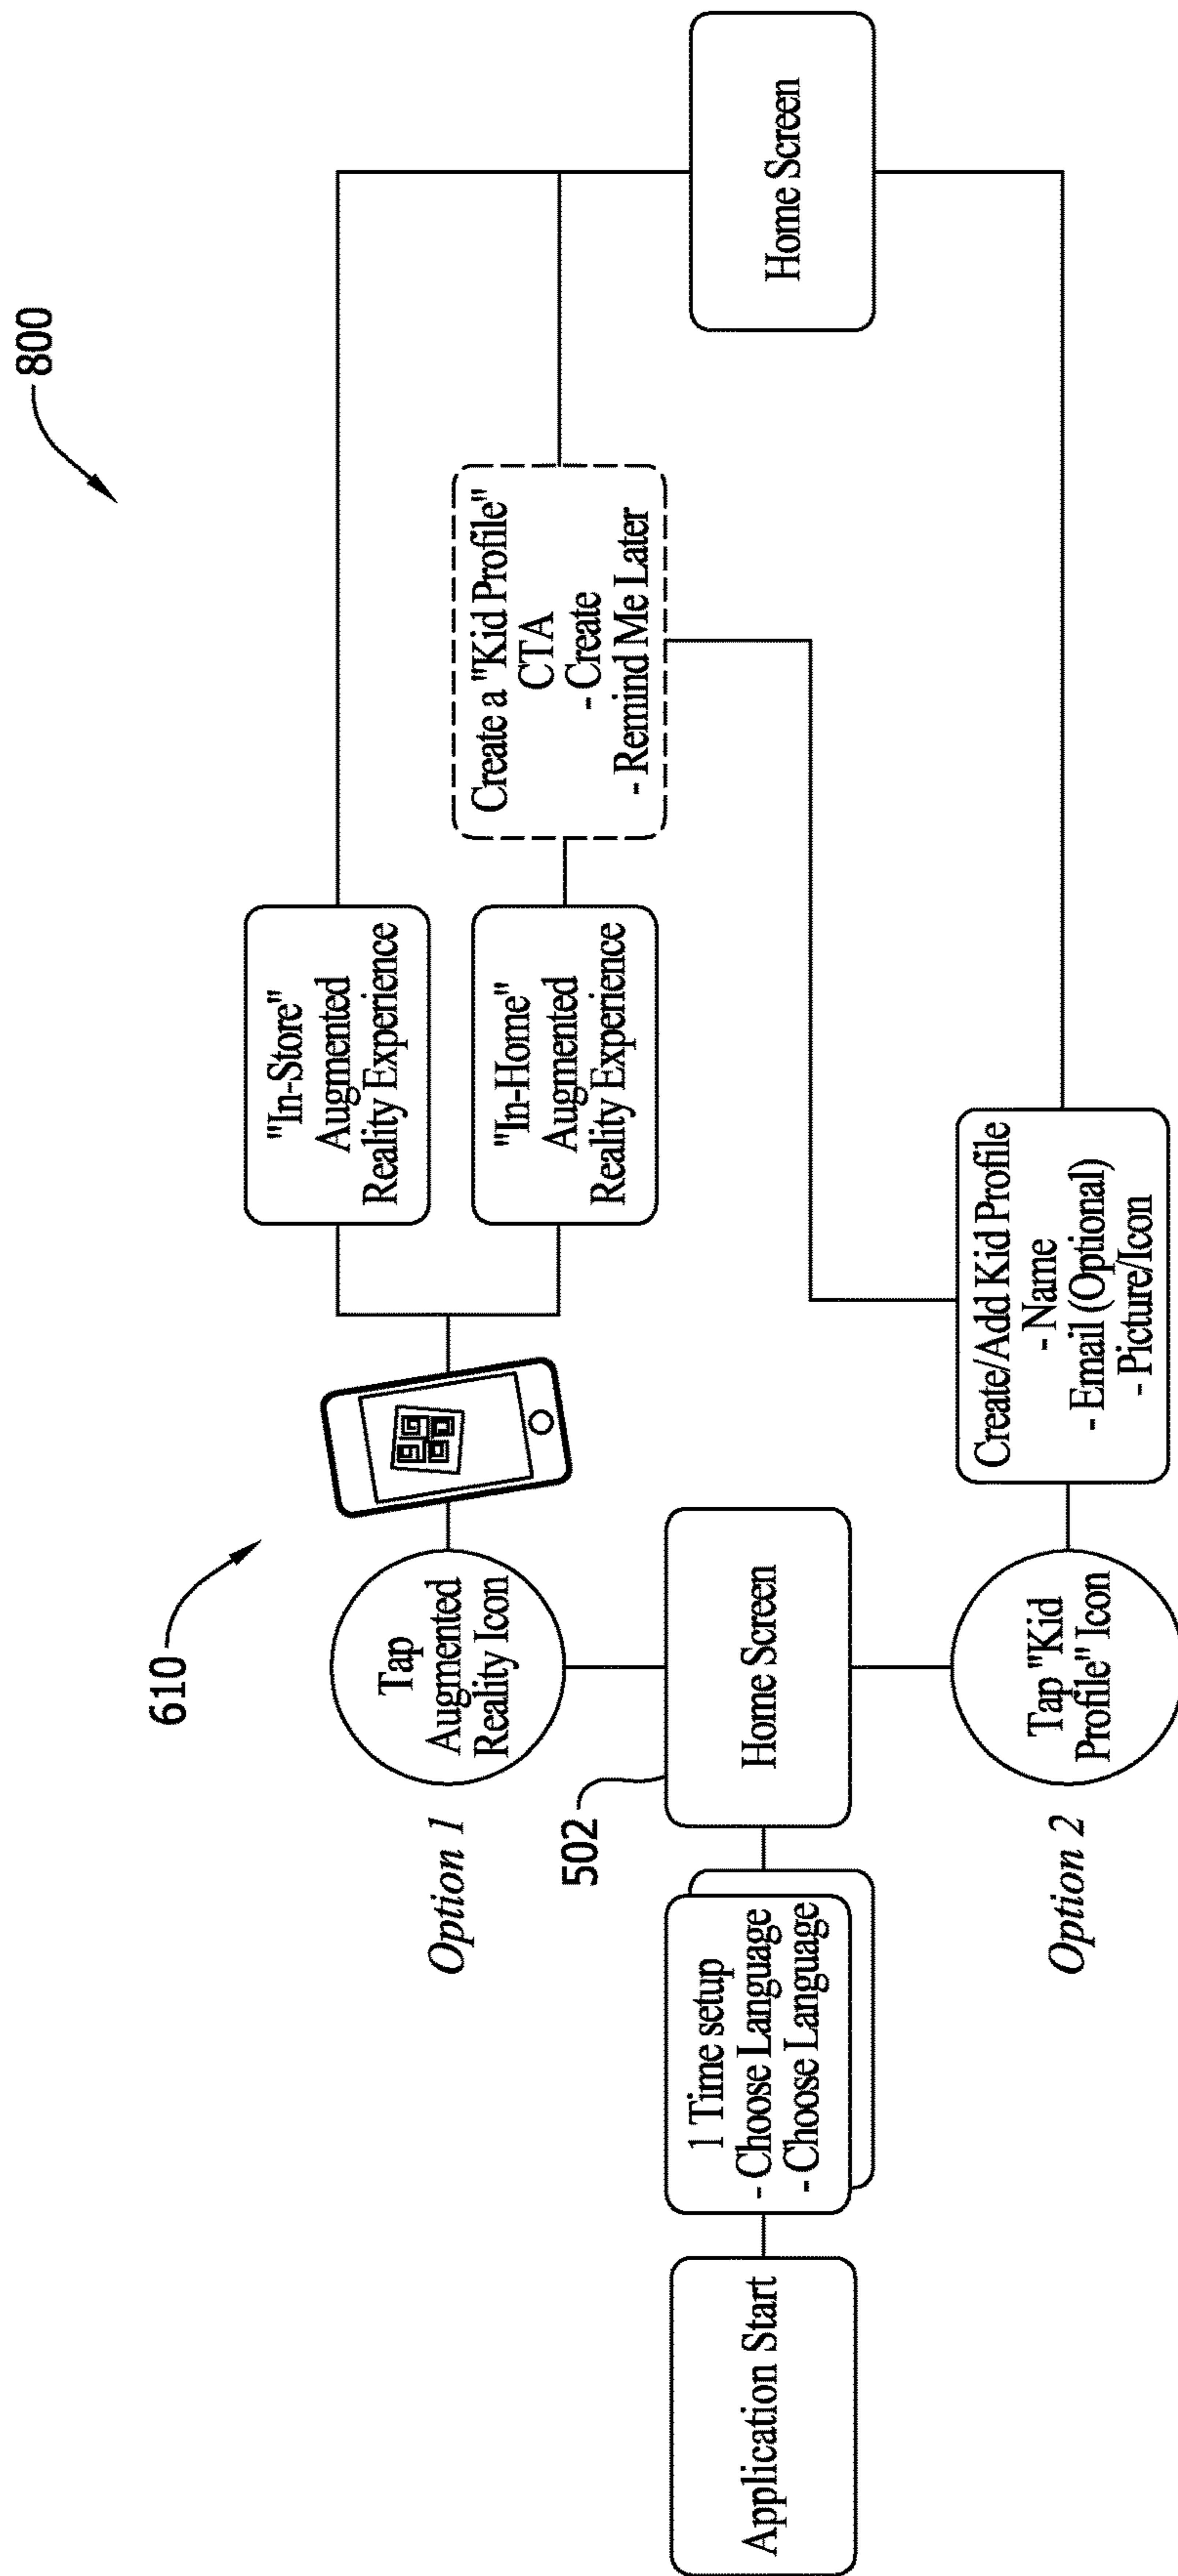 800
610
Option 1
Tap
Augmented
Reality Icon
"In-Store"
Augmented
Reality Experience
"In-Home"
Augmented
Reality Experience
Create a "Kid Profile"
CTA
- Create
- Remind Me Later
502
Application Start
1 Time setup
- Choose Language
- Choose Language
Home Screen
Home Screen
Option 2
Tap "Kid
Profile" Icon
Create/Add Kid Profile
- Name
- Email (Optional)
- Picture/Icon